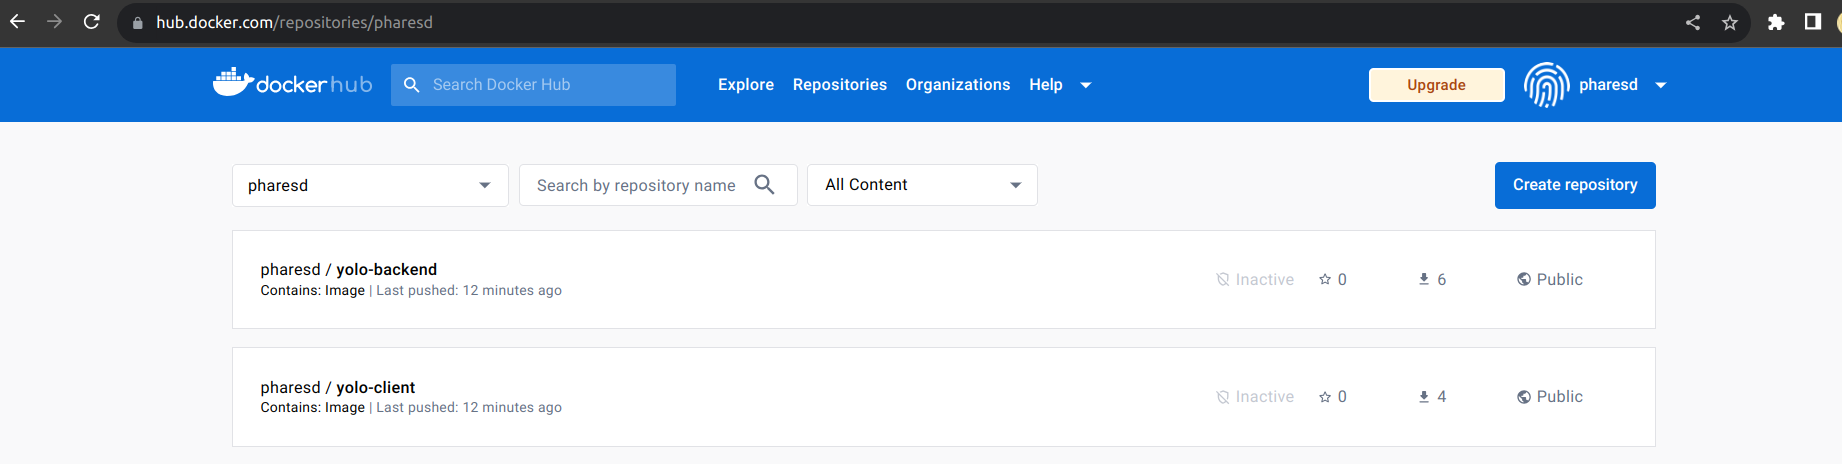 hub.docker.com/repositories/pharesd
docker hub Search Docker Hub Explore Repositories Organizations Help Upgrade pharesd
pharesd Search by repository name All Content Create repository
pharesd / yolo-backend
Contains: Image | Last pushed: 12 minutes ago
Inactive 0 6 Public
pharesd / yolo-client
Contains: Image | Last pushed: 12 minutes ago
Inactive 0 4 Public